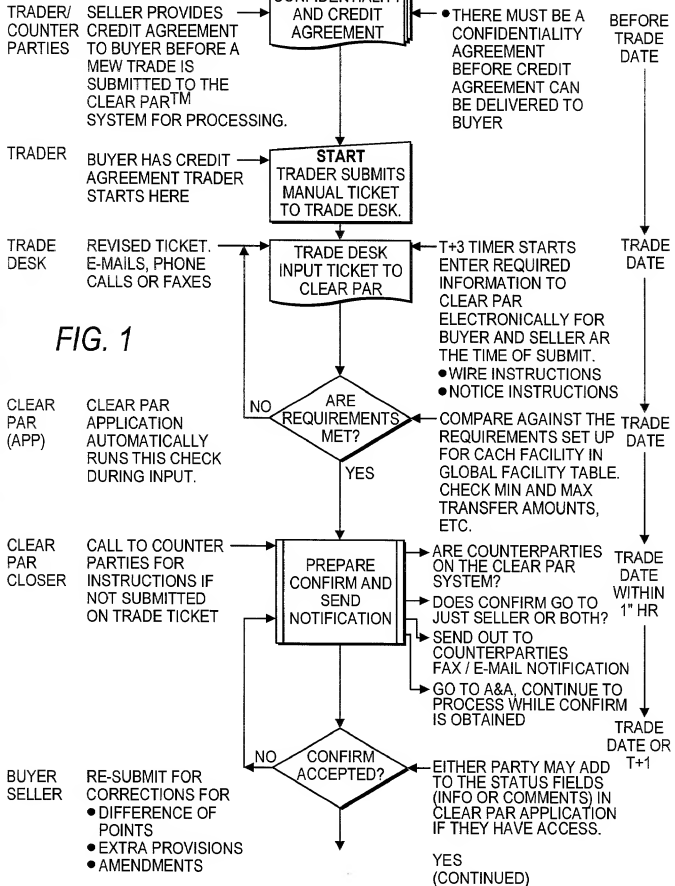 TRADER/
COUNTER
PARTIES
SELLER PROVIDES
CREDIT AGREEMENT
TO BUYER BEFORE A
MEW TRADE IS
SUBMITTED TO THE
CLEAR PAR™
SYSTEM FOR PROCESSING.
CONFIDENTIALITY
AND CREDIT
AGREEMENT
● THERE MUST BE A
CONFIDENTIALITY
AGREEMENT
BEFORE CREDIT
AGREEMENT CAN
BE DELIVERED TO
BUYER
BEFORE
TRADE
DATE
TRADER
BUYER HAS CREDIT
AGREEMENT TRADER
STARTS HERE
START
TRADER SUBMITS
MANUAL TICKET
TO TRADE DESK.
TRADE
DESK
REVISED TICKET.
E-MAILS, PHONE
CALLS OR FAXES
TRADE DESK
INPUT TICKET TO
CLEAR PAR
T+3 TIMER STARTS
ENTER REQUIRED
INFORMATION TO
CLEAR PAR
ELECTRONICALLY FOR
BUYER AND SELLER AR
THE TIME OF SUBMIT.
● WIRE INSTRUCTIONS
● NOTICE INSTRUCTIONS
TRADE
DATE
FIG. 1
CLEAR
PAR
(APP)
CLEAR PAR
APPLICATION
AUTOMATICALLY
RUNS THIS CHECK
DURING INPUT.
NO
ARE
REQUIREMENTS
MET?
YES
COMPARE AGAINST THE
REQUIREMENTS SET UP
FOR CACH FACILITY IN
GLOBAL FACILITY TABLE.
CHECK MIN AND MAX
TRANSFER AMOUNTS,
ETC.
TRADE
DATE
CLEAR
PAR
CLOSER
CALL TO COUNTER
PARTIES FOR
INSTRUCTIONS IF
NOT SUBMITTED
ON TRADE TICKET
PREPARE
CONFIRM AND
SEND
NOTIFICATION
ARE COUNTERPARTIES
ON THE CLEAR PAR
SYSTEM?
DOES CONFIRM GO TO
JUST SELLER OR BOTH?
SEND OUT TO
COUNTERPARTIES
FAX / E-MAIL NOTIFICATION
GO TO A&A, CONTINUE TO
PROCESS WHILE CONFIRM
IS OBTAINED
TRADE
DATE
WITHIN
1" HR
TRADE
DATE OR
T+1
BUYER
SELLER
RE-SUBMIT FOR
CORRECTIONS FOR
● DIFFERENCE OF
POINTS
● EXTRA PROVISIONS
● AMENDMENTS
NO
CONFIRM
ACCEPTED?
EITHER PARTY MAY ADD
TO THE STATUS FIELDS
(INFO OR COMMENTS) IN
CLEAR PAR APPLICATION
IF THEY HAVE ACCESS.
YES
(CONTINUED)